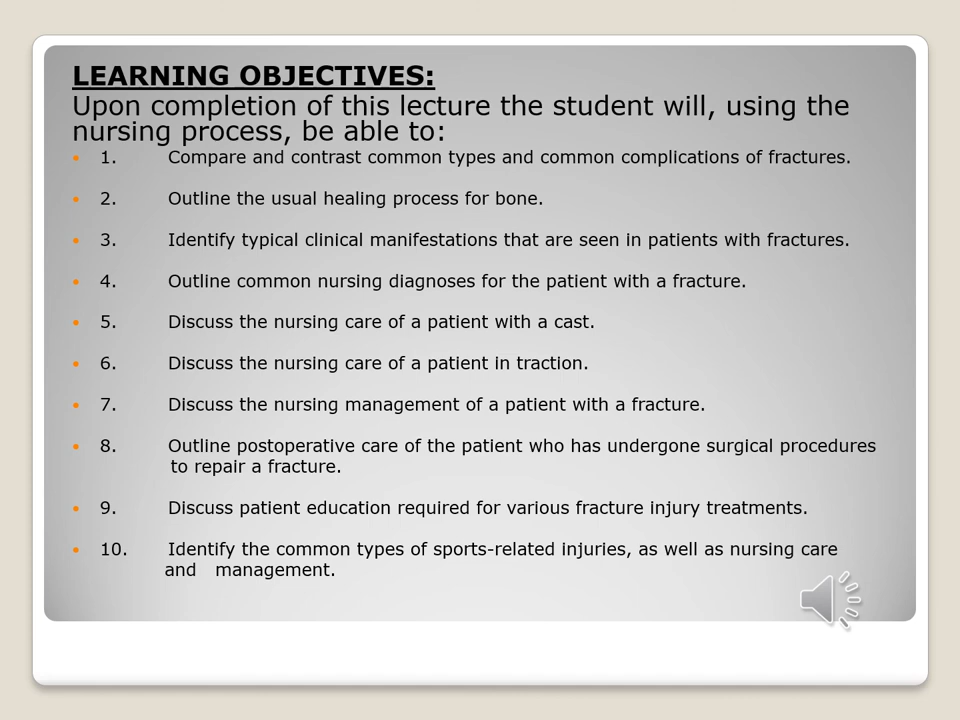 LEARNING OBJECTIVES:
Upon completion of this lecture the student will, using the
nursing process, be able to:
• 1. Compare and contrast common types and common complications of fractures.
• 2. Outline the usual healing process for bone.
• 3. Identify typical clinical manifestations that are seen in patients with fractures.
• 4. Outline common nursing diagnoses for the patient with a fracture.
• 5. Discuss the nursing care of a patient with a cast.
• 6. Discuss the nursing care of a patient in traction.
• 7. Discuss the nursing management of a patient with a fracture.
• 8. Outline postoperative care of the patient who has undergone surgical procedures
to repair a fracture.
• 9. Discuss patient education required for various fracture injury treatments.
• 10. Identify the common types of sports-related injuries, as well as nursing care
and management.